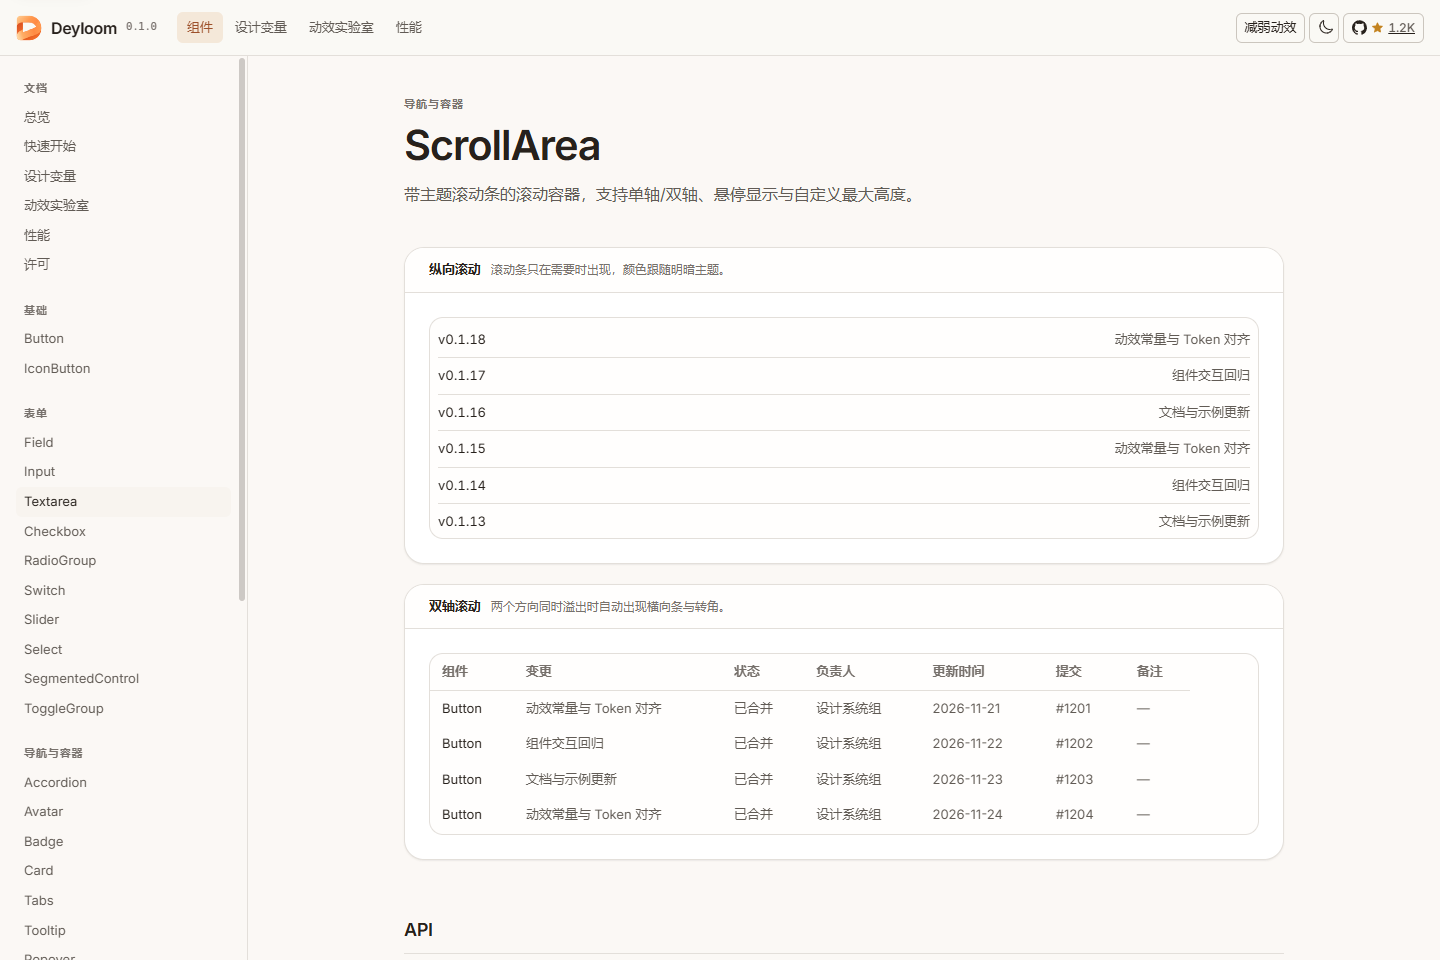 Deyloom 0.1.0 组件 设计变量 动效实验室 性能 减弱动效 1.2K
文档
总览
快速开始
设计变量
动效实验室
性能
许可
基础
Button
IconButton
表单
Field
Input
Textarea
Checkbox
RadioGroup
Switch
Slider
Select
SegmentedControl
ToggleGroup
导航与容器
Accordion
Avatar
Badge
Card
Tabs
Tooltip
Popover
导航与容器
ScrollArea
带主题滚动条的滚动容器，支持单轴/双轴、悬停显示与自定义最大高度。
纵向滚动 滚动条只在需要时出现，颜色跟随明暗主题。
v0.1.18 动效常量与 Token 对齐
v0.1.17 组件交互回归
v0.1.16 文档与示例更新
v0.1.15 动效常量与 Token 对齐
v0.1.14 组件交互回归
v0.1.13 文档与示例更新
双轴滚动 两个方向同时溢出时自动出现横向条与转角。
组件 变更 状态 负责人 更新时间 提交 备注
Button 动效常量与 Token 对齐 已合并 设计系统组 2026-11-21 #1201 —
Button 组件交互回归 已合并 设计系统组 2026-11-22 #1202 —
Button 文档与示例更新 已合并 设计系统组 2026-11-23 #1203 —
Button 动效常量与 Token 对齐 已合并 设计系统组 2026-11-24 #1204 —
API